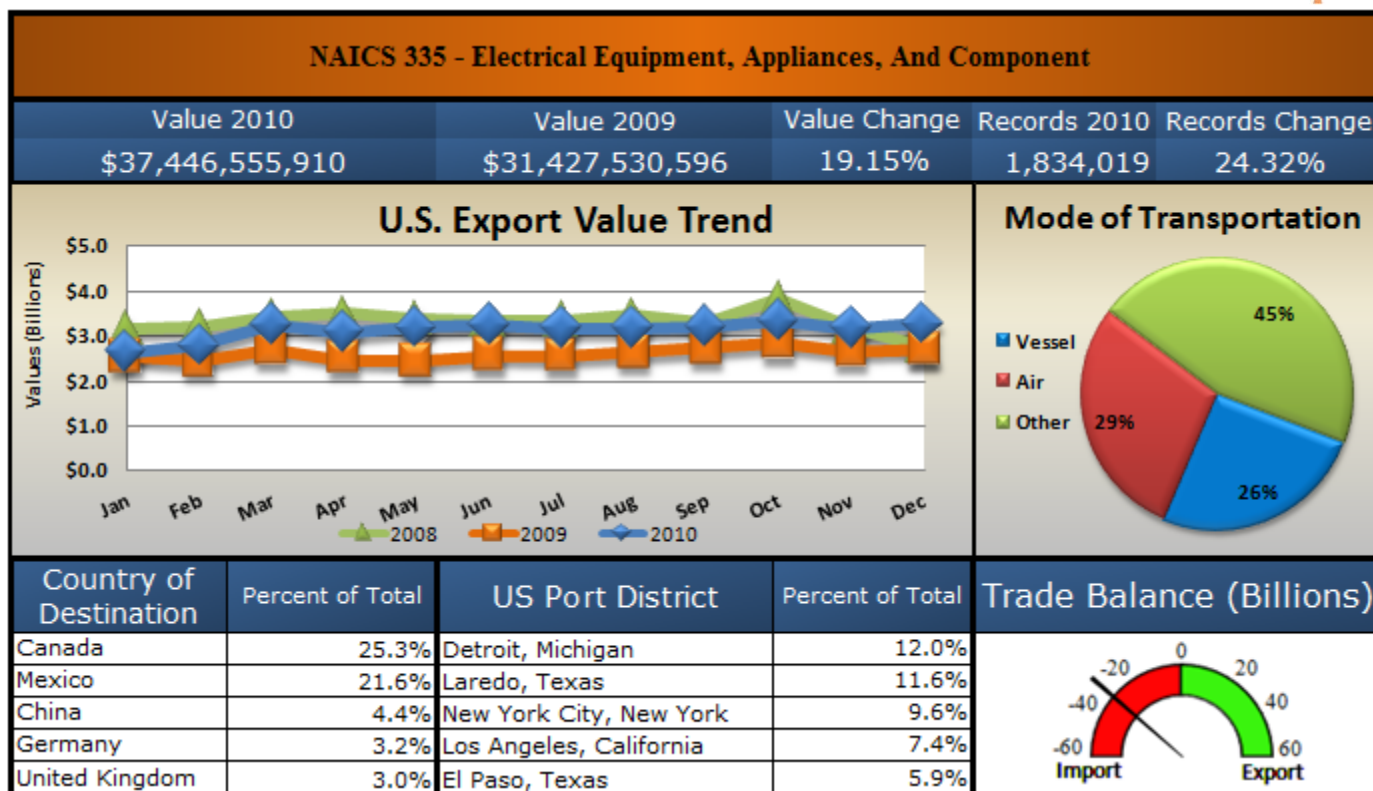 NAICS 335 - Electrical Equipment, Appliances, And Component
Value 2010 Value 2009 Value Change Records 2010 Records Change
$37,446,555,910 $31,427,530,596 19.15% 1,834,019 24.32%
U.S. Export Value Trend
Values (Billions)
$5.0
$4.0
$3.0
$2.0
$1.0
$0.0
Jan Feb Mar Apr May Jun Jul Aug Sep Oct Nov Dec
2008 2009 2010
Mode of Transportation
Vessel
Air
Other
45%
29%
26%
Country of
Destination
Percent of Total
US Port District
Percent of Total
Canada 25.3% Detroit, Michigan 12.0%
Mexico 21.6% Laredo, Texas 11.6%
China 4.4% New York City, New York 9.6%
Germany 3.2% Los Angeles, California 7.4%
United Kingdom 3.0% El Paso, Texas 5.9%
Trade Balance (Billions)
0
-20 20
-40 40
-60 60
Import Export